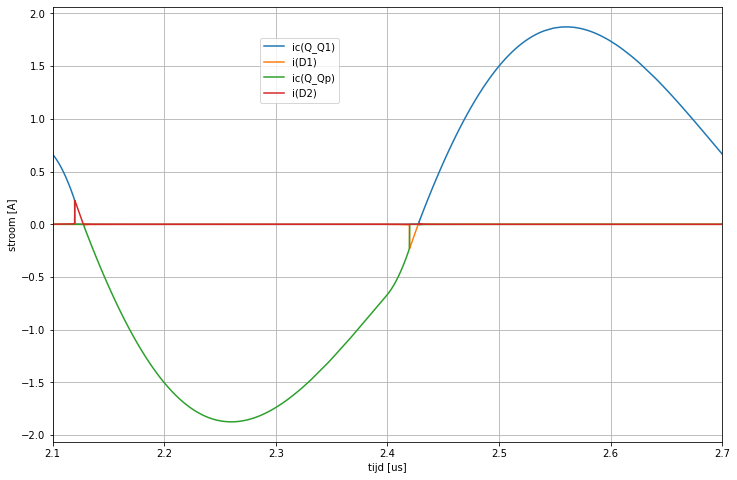 2.0
1.5
1.0
0.5
0.0
−0.5
−1.0
−1.5
−2.0
stroom [A]
ic(Q_Q1)
i(D1)
ic(Q_Qp)
i(D2)
2.1 2.2 2.3 2.4 2.5 2.6 2.7
tijd [us]